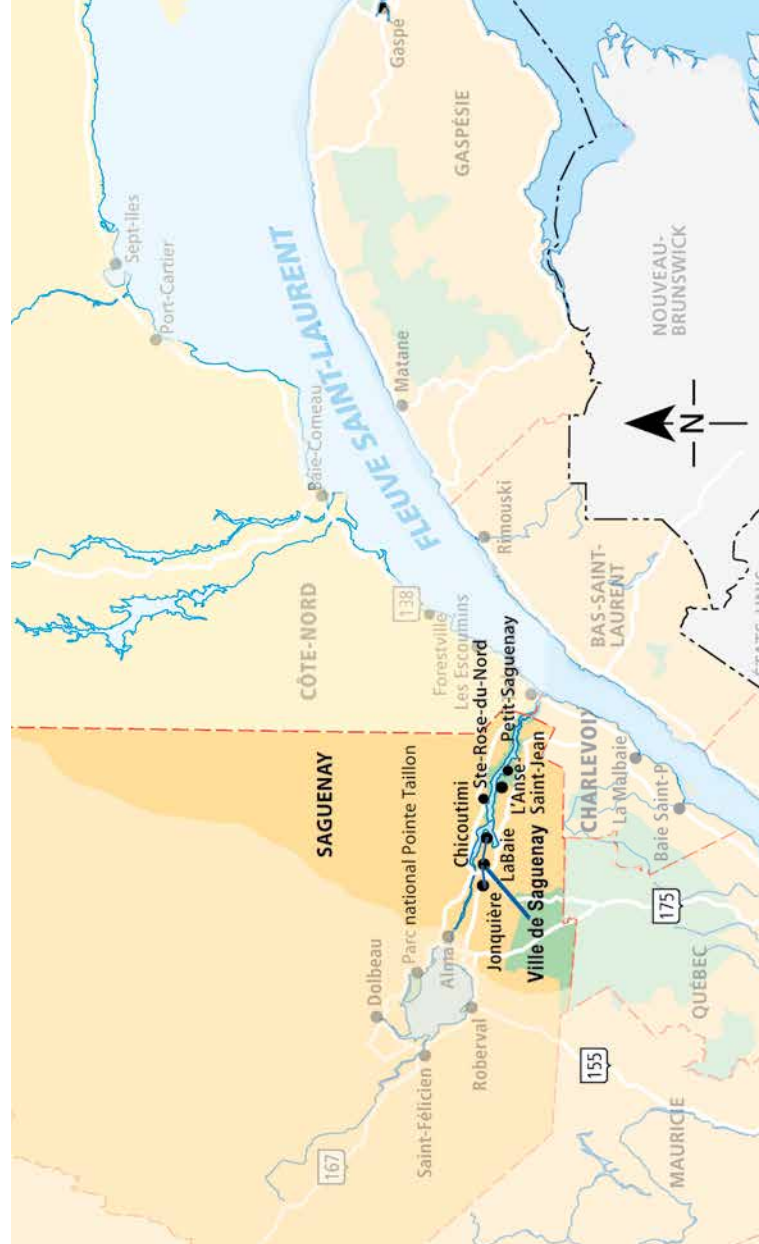 Gaspé
Sept-Iles
GASPÉSIE
Port-Cartier
FLEUVE SAINT-LAURENT
Matane
NOUVEAU-
BRUNSWICK
Baie-Comeau
N
Rimouski
CÔTE-NORD
138
Forestville
Les Escoumins
BAS-SAINT-
LAURENT
Ste-Rose-du-Nord
Petit-Saguenay
SAGUENAY
Parc national Pointe Taillon
Chicoutimi
L'Anse-
Saint-Jean
CHARLEVOIX
La Malbaie
LaBaie
Baie Saint-P
Jonquière
Ville de Saguenay
Alma
Dolbeau
175
Roberval
QUÉBEC
Saint-Félicien
155
167
MAURICIE